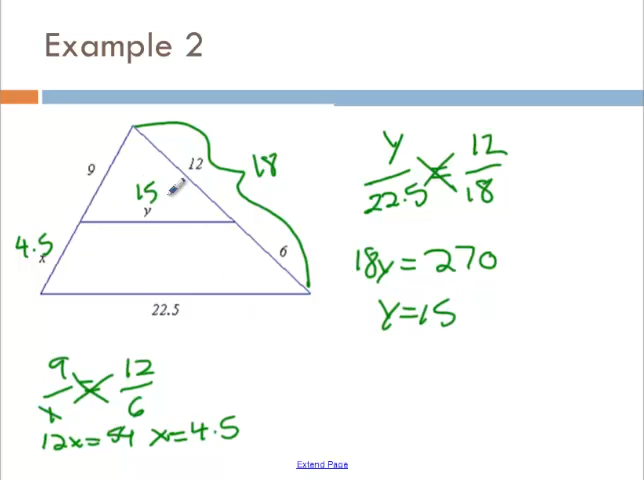 Example 2
9
12
18
15
y
4.5
x
6
22.5
y/22.5 = 12/18
18y = 270
y = 15
9/x = 12/6
12x = 54 x = 4.5
Extend Page